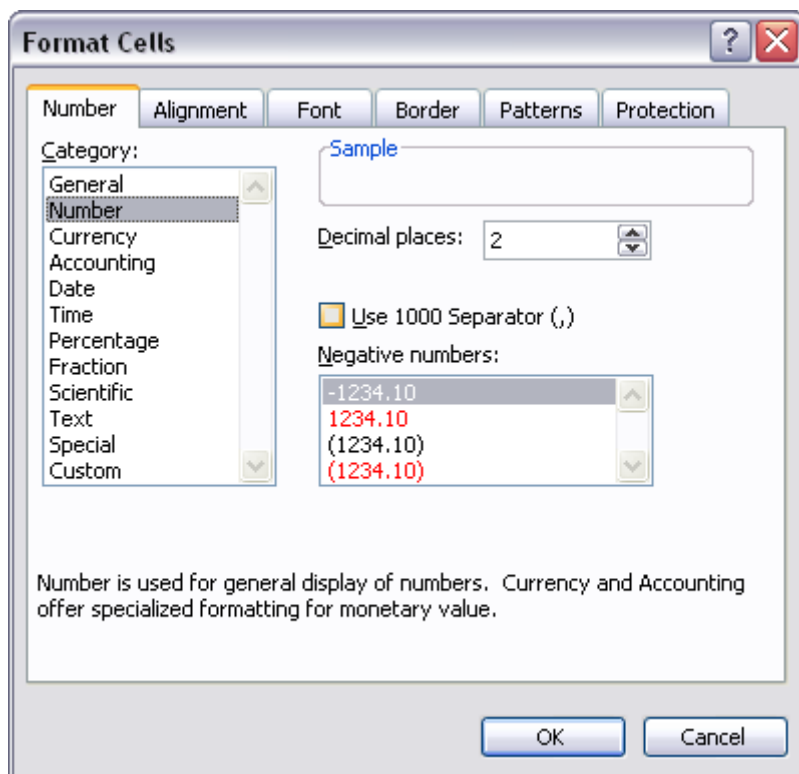 Format Cells
?
Number Alignment Font Border Patterns Protection
Category:
General
Number
Currency
Accounting
Date
Time
Percentage
Fraction
Scientific
Text
Special
Custom
Sample
Decimal places: 2
Use 1000 Separator (,)
Negative numbers:
-1234.10
1234.10
(1234.10)
(1234.10)
Number is used for general display of numbers.  Currency and Accounting
offer specialized formatting for monetary value.
OK Cancel